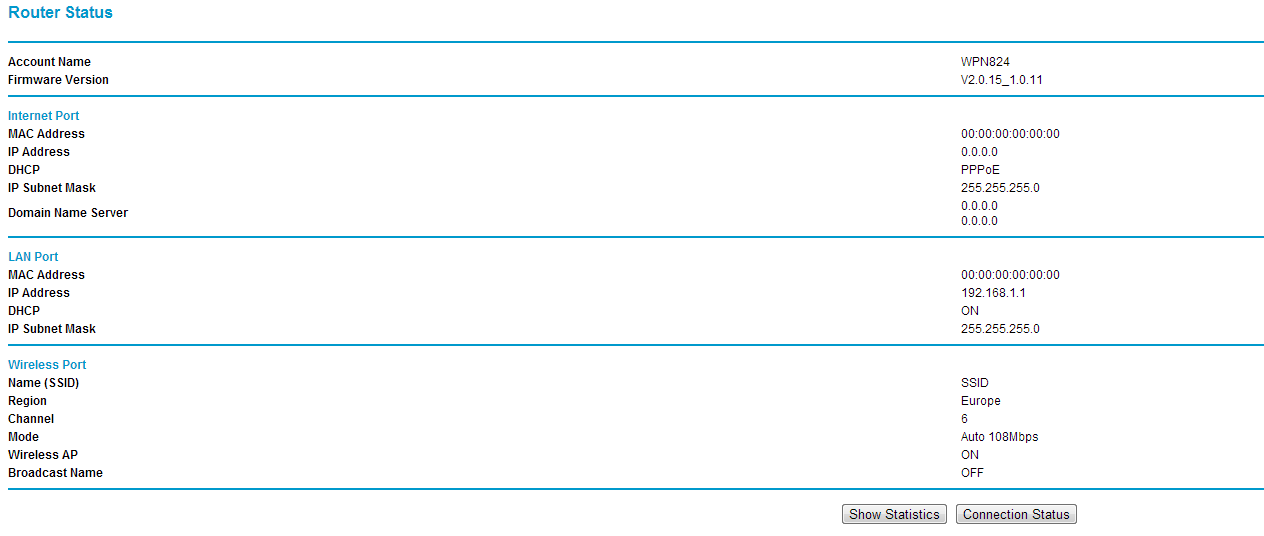 Router Status
Account Name WPN824
Firmware Version V2.0.15_1.0.11
Internet Port
MAC Address 00:00:00:00:00:00
IP Address 0.0.0.0
DHCP PPPoE
IP Subnet Mask 255.255.255.0
Domain Name Server 0.0.0.0
0.0.0.0
LAN Port
MAC Address 00:00:00:00:00:00
IP Address 192.168.1.1
DHCP ON
IP Subnet Mask 255.255.255.0
Wireless Port
Name (SSID) SSID
Region Europe
Channel 6
Mode Auto 108Mbps
Wireless AP ON
Broadcast Name OFF
Show Statistics Connection Status